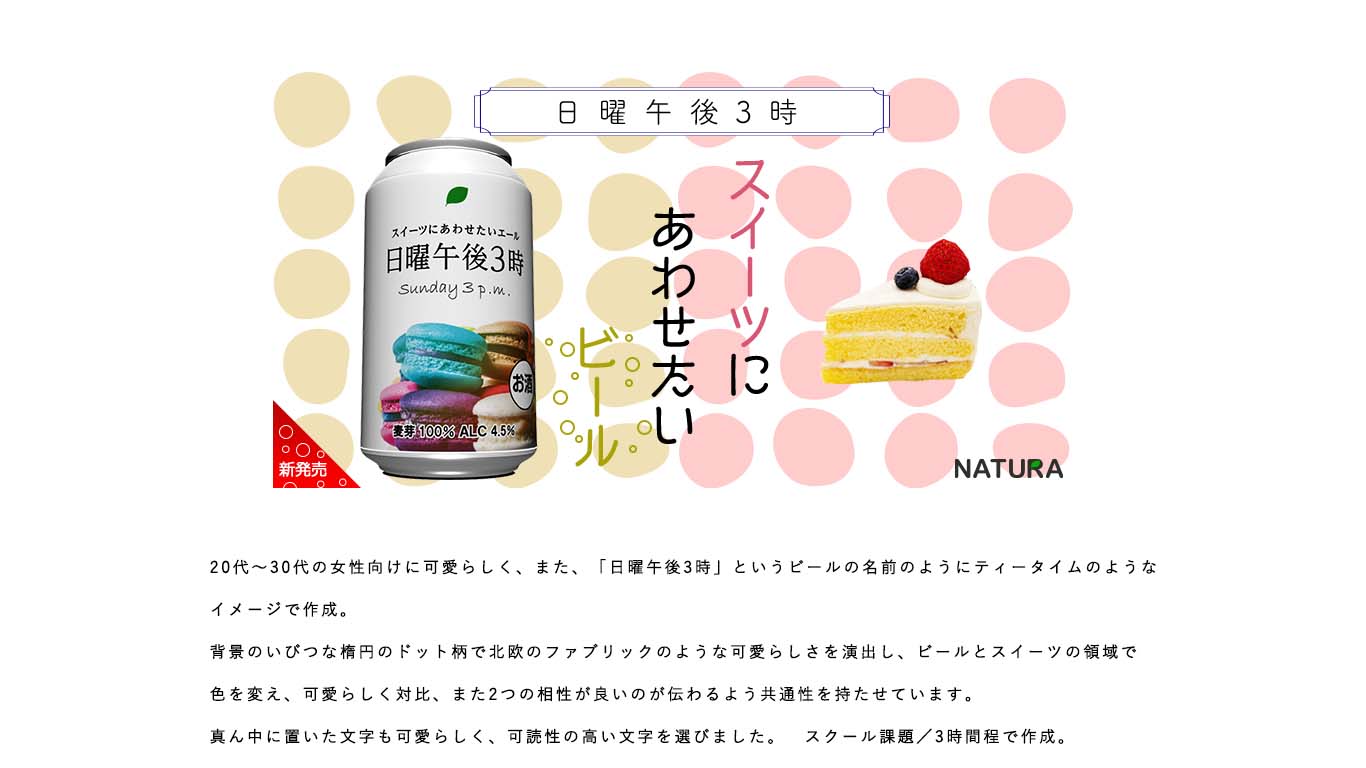 日曜午後3時
スイーツに
あわせたい
ビール
スイーツにあわせたいエール
日曜午後3時
Sunday 3 p.m.
お酒
麦芽100% ALC 4.5%
新発売
NATURA
20代〜30代の女性向けに可愛らしく、また、「日曜午後3時」というビールの名前のようにティータイムのような
イメージで作成。
背景のいびつな楕円のドット柄で北欧のファブリックのような可愛らしさを演出し、ビールとスイーツの領域で
色を変え、可愛らしく対比、また2つの相性が良いのが伝わるよう共通性を持たせています。
真ん中に置いた文字も可愛らしく、可読性の高い文字を選びました。　スクール課題／3時間程で作成。